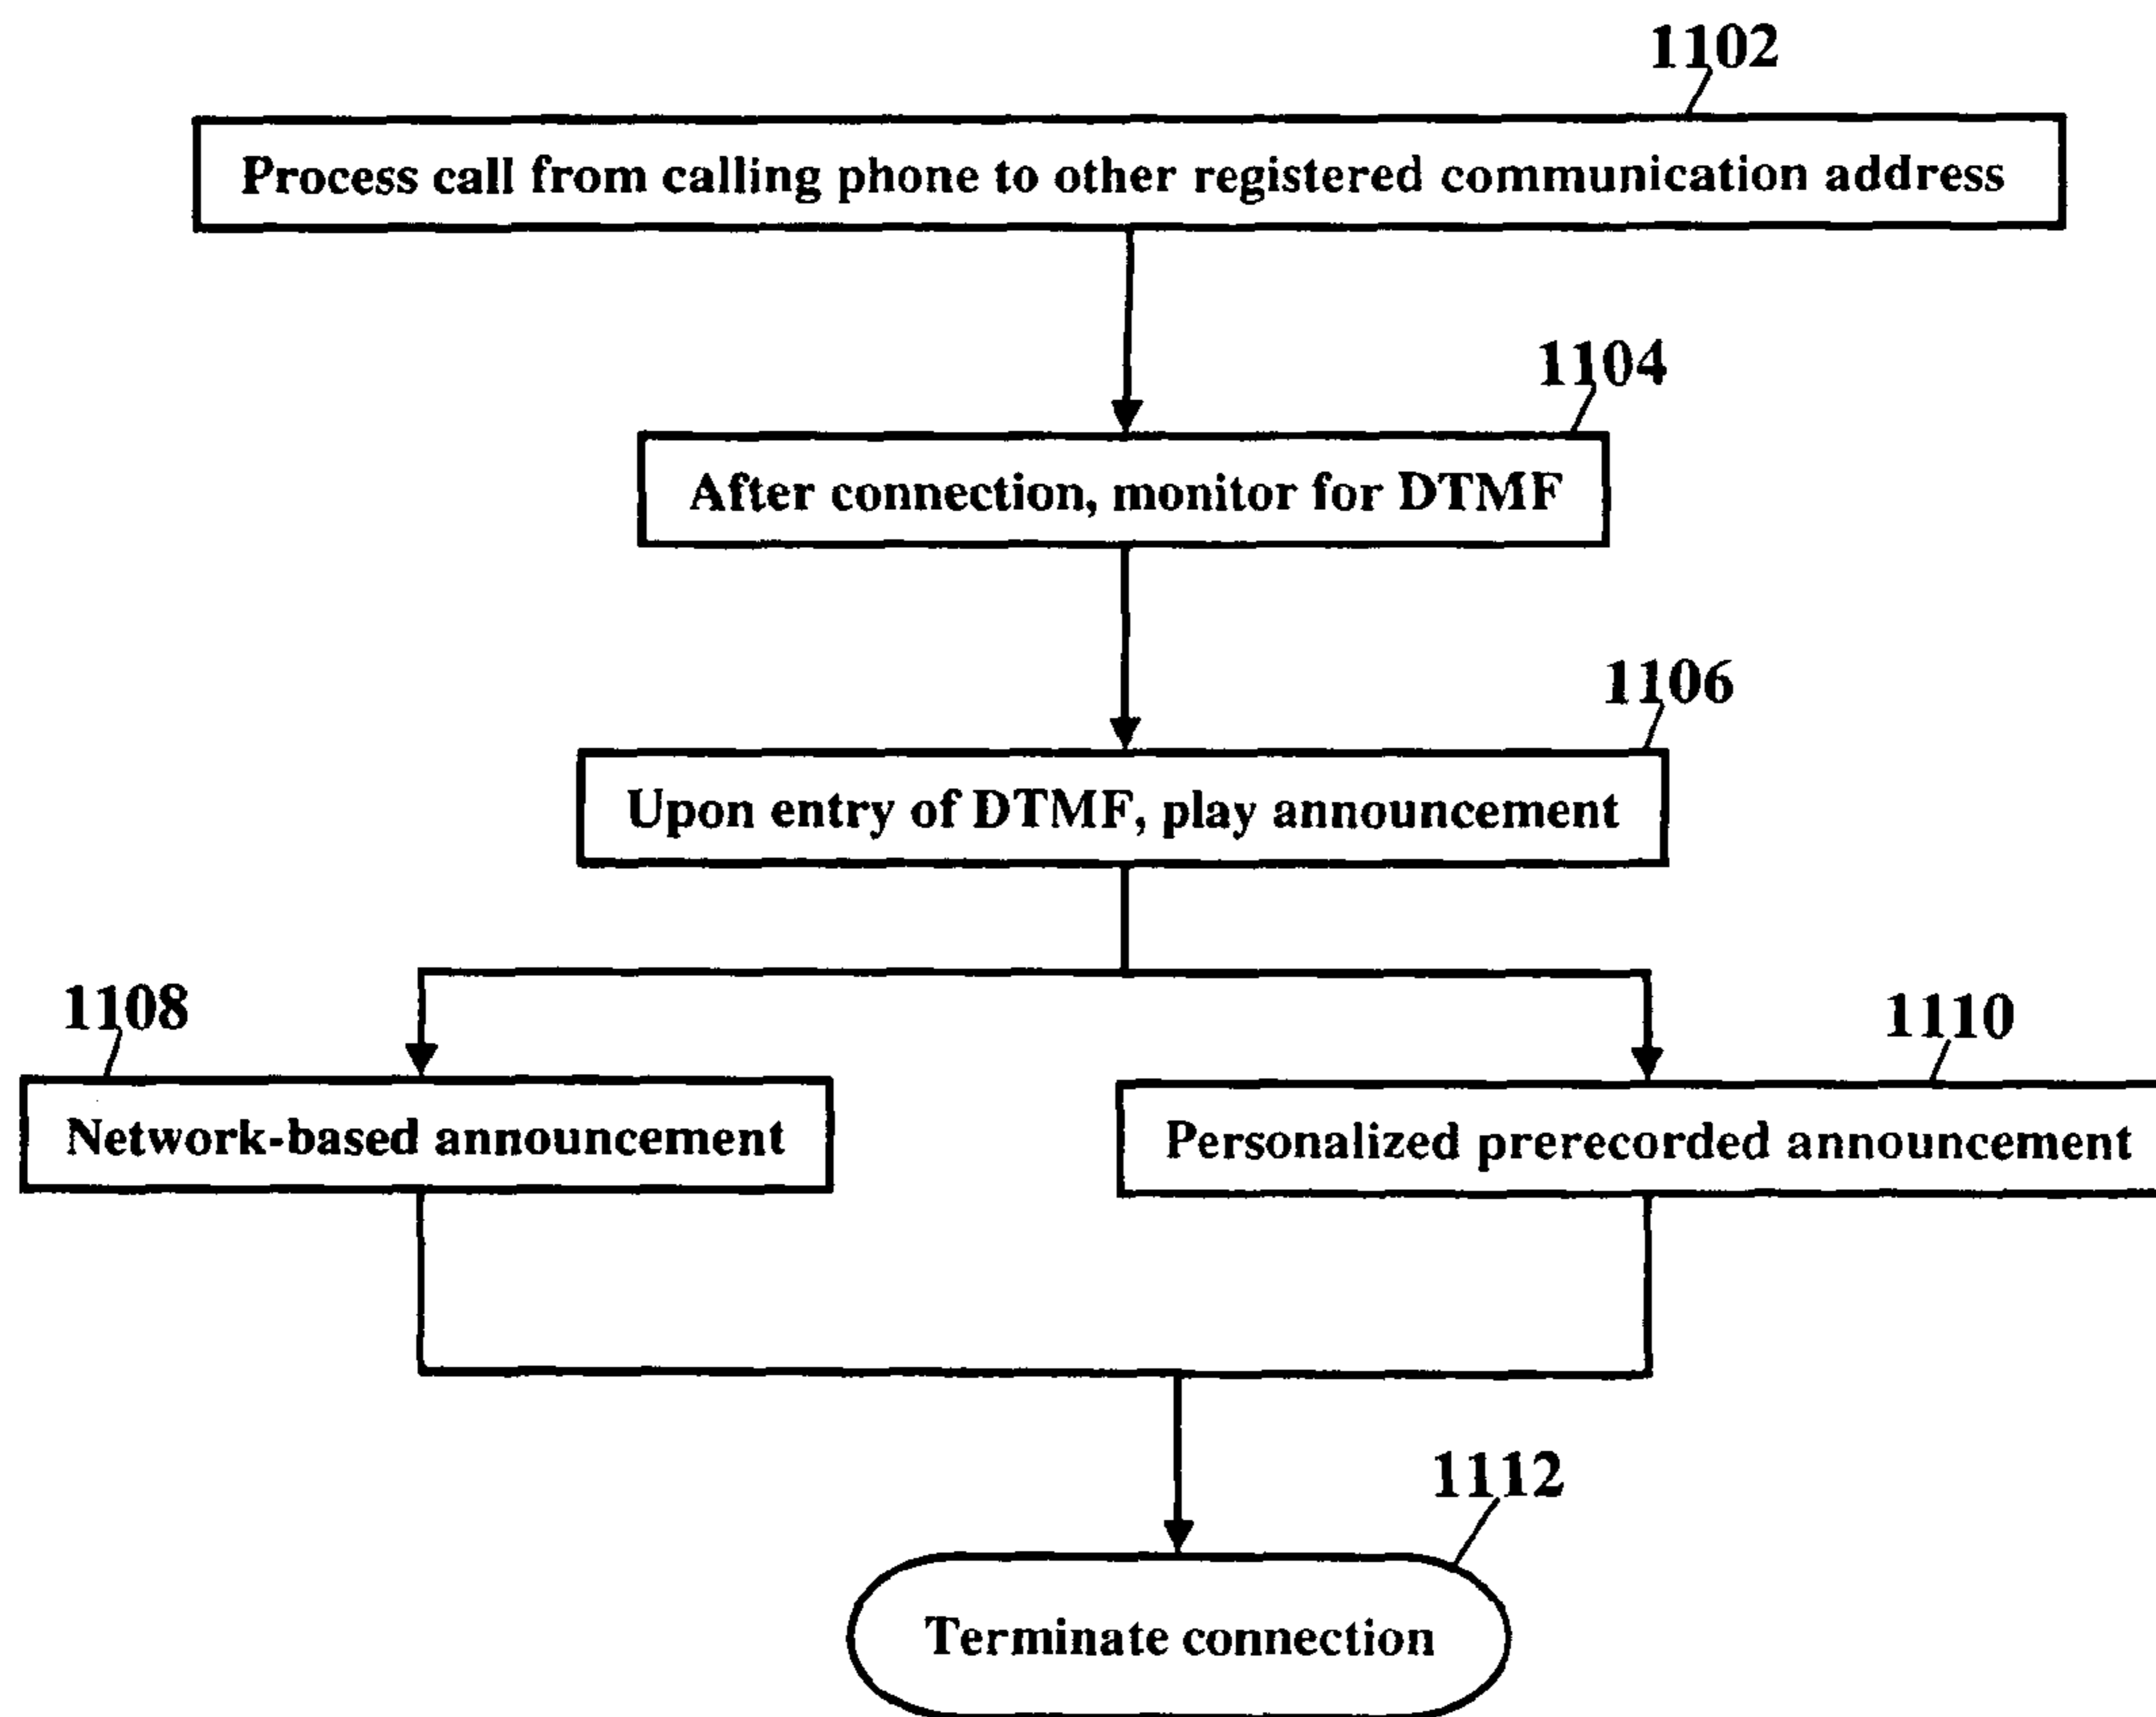 1102
Process call from calling phone to other registered communication address
1104
After connection, monitor for DTMF
1106
Upon entry of DTMF, play announcement
1108
Network-based announcement
1110
Personalized prerecorded announcement
1112
Terminate connection